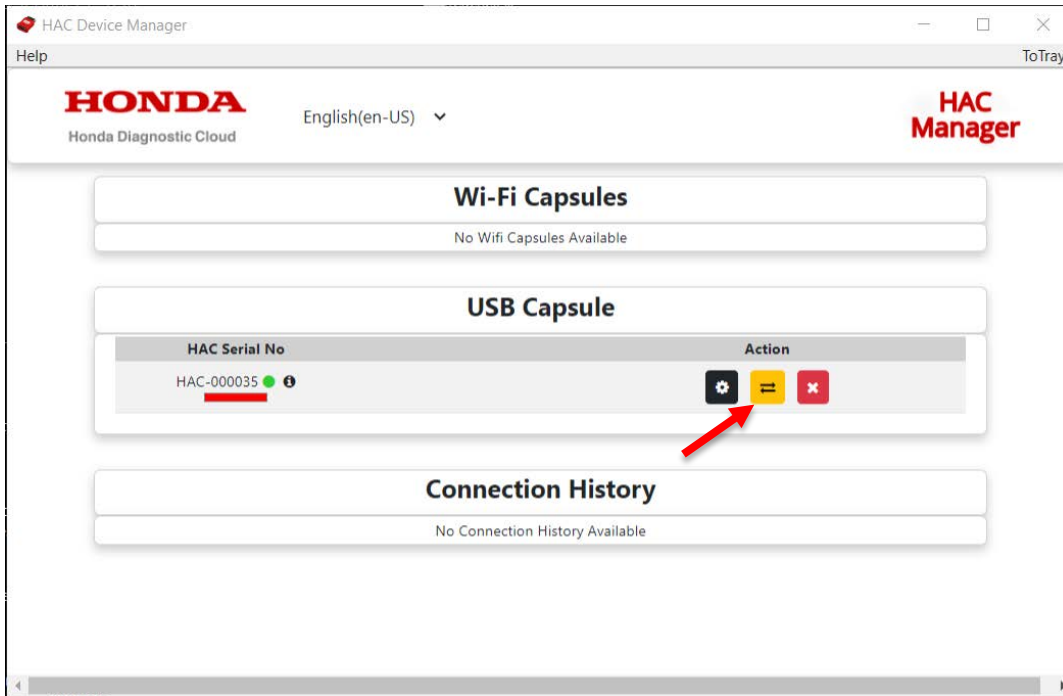 HAC Device Manager
Help ToTray
HONDA
Honda Diagnostic Cloud
English(en-US)
HAC
Manager
Wi-Fi Capsules
No Wifi Capsules Available
USB Capsule
HAC Serial No Action
HAC-000035
Connection History
No Connection History Available